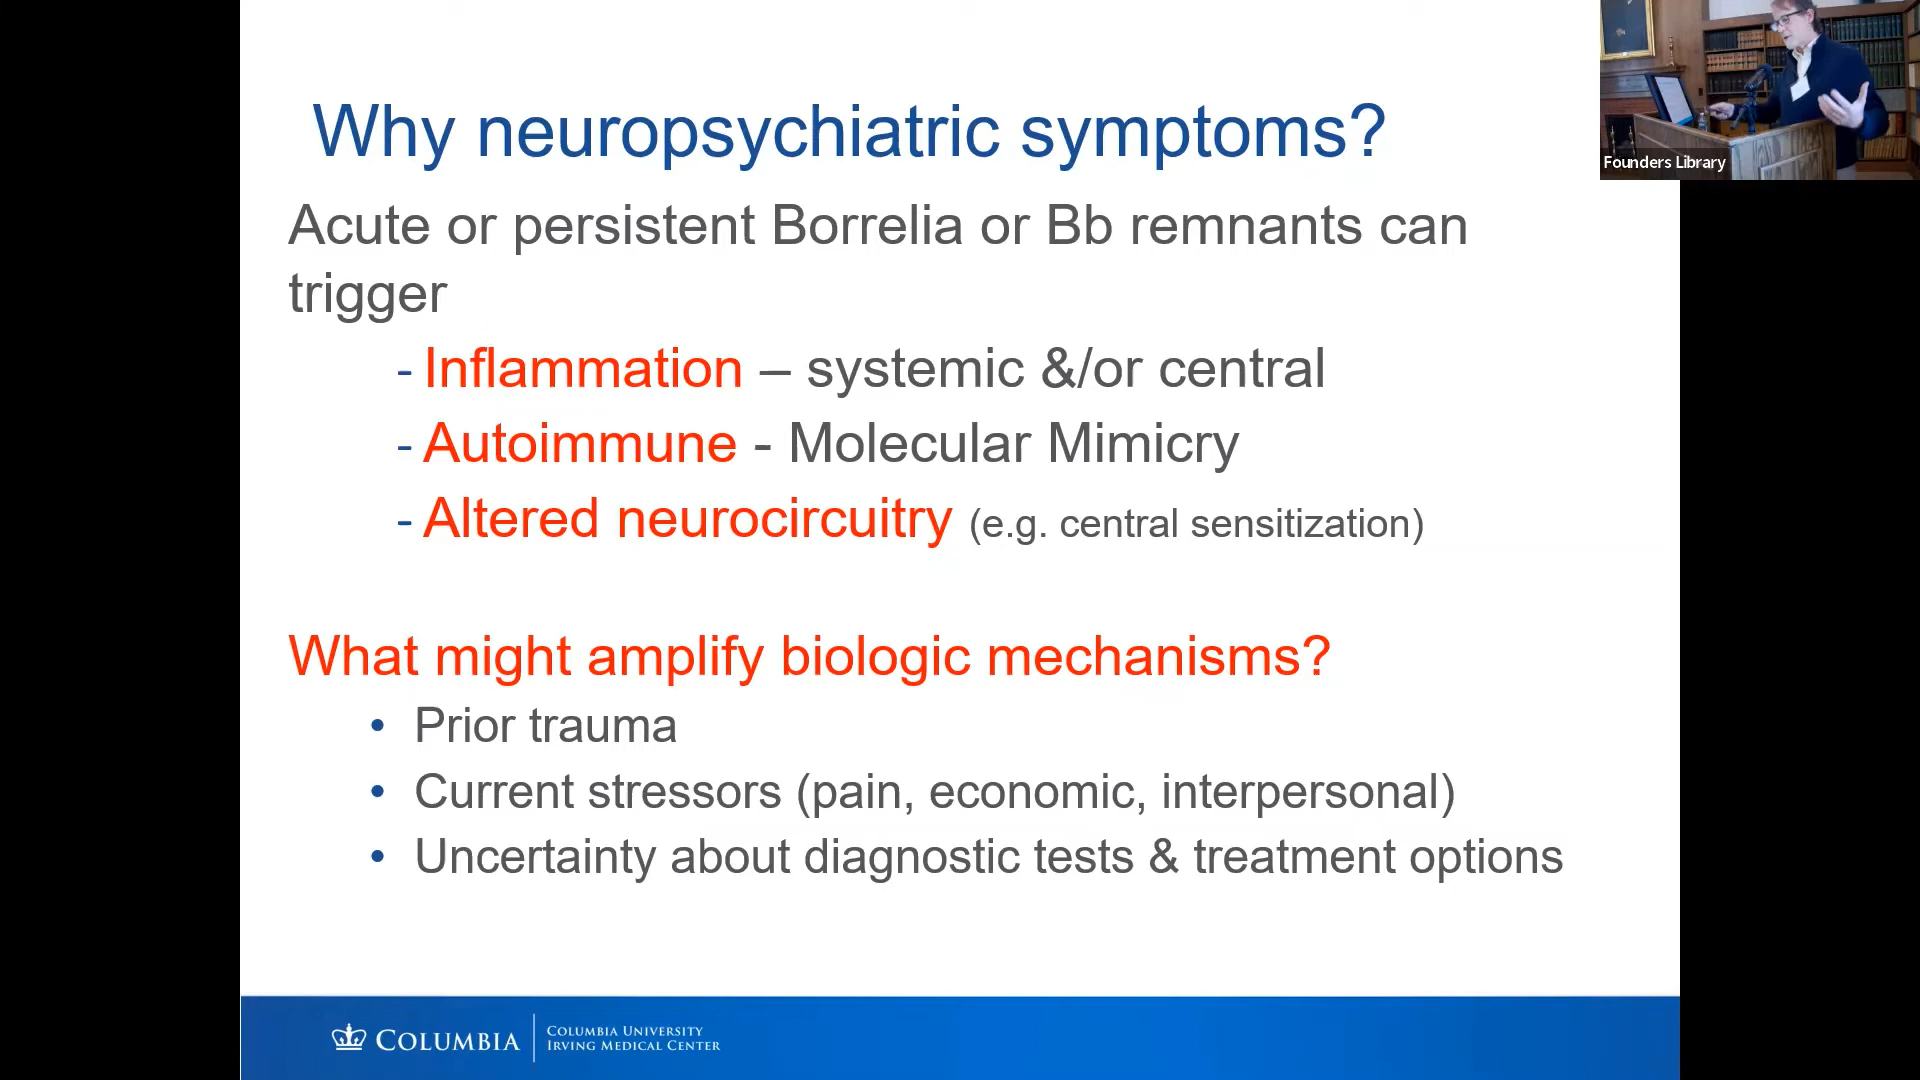 Why neuropsychiatric symptoms?
Founders Library
Acute or persistent Borrelia or Bb remnants can
trigger
- Inflammation – systemic &/or central
- Autoimmune - Molecular Mimicry
- Altered neurocircuitry (e.g. central sensitization)
What might amplify biologic mechanisms?
• Prior trauma
• Current stressors (pain, economic, interpersonal)
• Uncertainty about diagnostic tests & treatment options
COLUMBIA
COLUMBIA UNIVERSITY
IRVING MEDICAL CENTER